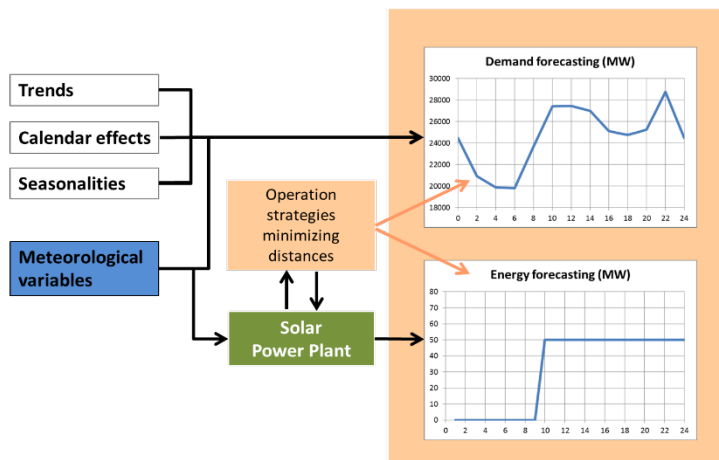 Trends
Calendar effects
Seasonalities
Meteorological
variables
Operation
strategies
minimizing
distances
Solar
Power Plant
Demand forecasting (MW)
30000
28000
26000
24000
22000
20000
18000
0 2 4 6 8 10 12 14 16 18 20 22 24
Energy forecasting (MW)
80
70
60
50
40
30
20
10
0
0 2 4 6 8 10 12 14 16 18 20 22 24